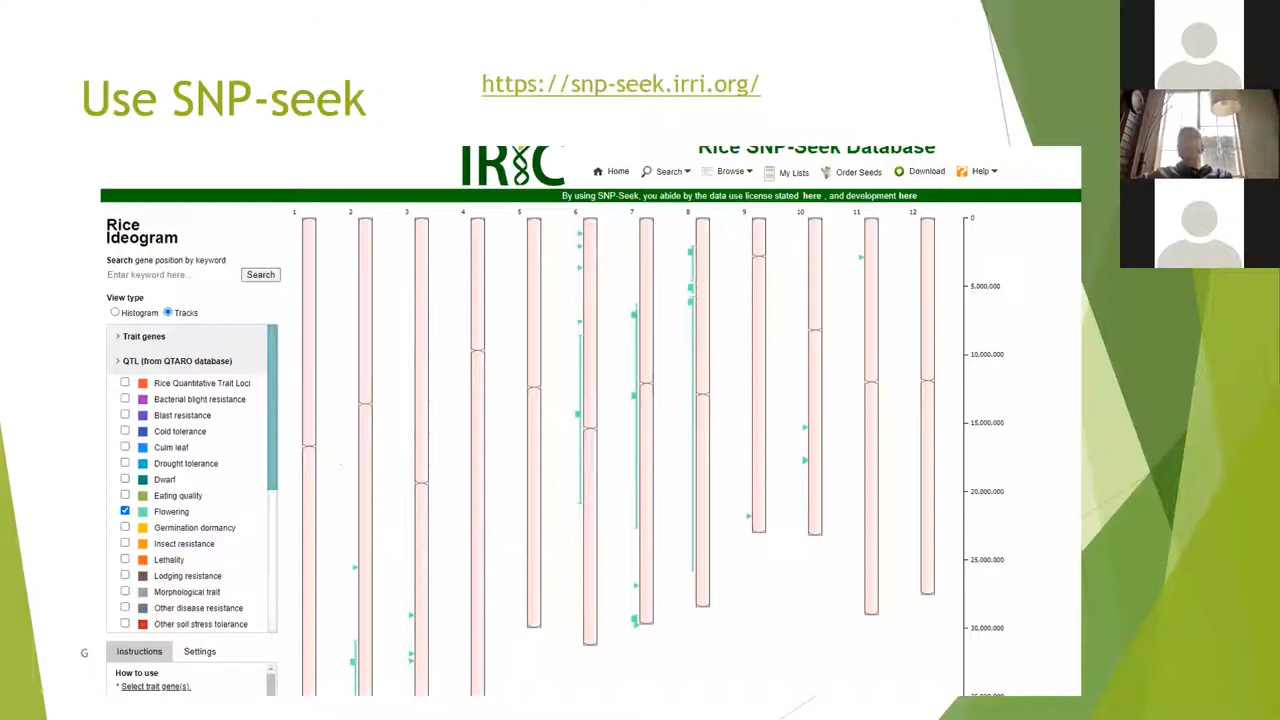 Use SNP-seek
https://snp-seek.irri.org/
IRIC
Rice SNP-Seek Database
Home
Search
Browse
My Lists
Order Seeds
Download
Help
By using SNP-Seek, you abide by the data use license stated here , and development here
Rice
Ideogram
Search gene position by keyword
Enter keyword here...
Search
View type
Histogram
Tracks
Trait genes
QTL (from QTARO database)
Rice Quantitative Trait Loci
Bacterial blight resistance
Blast resistance
Cold tolerance
Culm leaf
Drought tolerance
Dwarf
Eating quality
Flowering
Germination dormancy
Insect resistance
Lethality
Lodging resistance
Morphological trait
Other disease resistance
Other soil stress tolerance
Instructions
Settings
How to use
* Select trait gene(s).
1 2 3 4 5 6 7 8 9 10 11 12
0
5,000,000
10,000,000
15,000,000
20,000,000
25,000,000
30,000,000
G